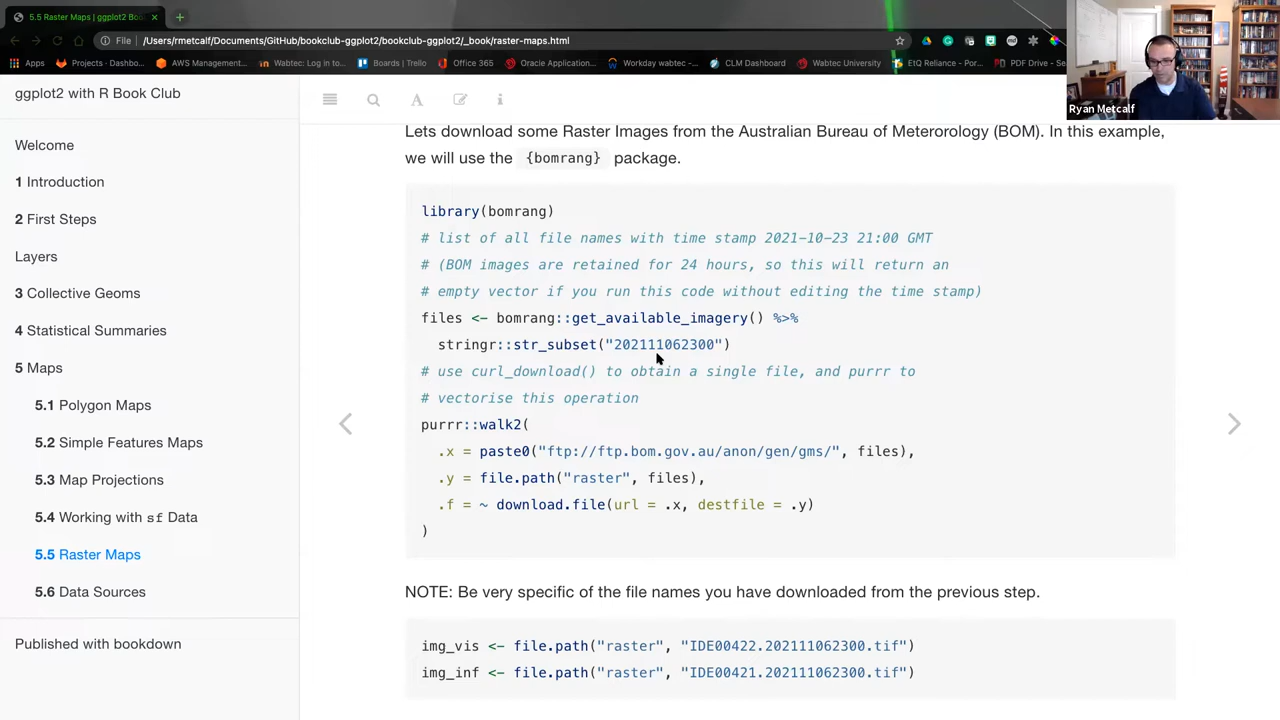 5.5 Raster Maps | ggplot2 Boo
File /Users/rmetcalf/Documents/GitHub/bookclub-ggplot2/bookclub-ggplot2/_book/raster-maps.html
Apps Projects · Dashbo... AWS Management... Wabtec: Log in to... Boards | Trello Office 365 Oracle Application... Workday wabtec -... CLM Dashboard Wabtec University EtQ Reliance - Por... PDF Drive - Se
Ryan Metcalf
ggplot2 with R Book Club
Welcome
1 Introduction
2 First Steps
Layers
3 Collective Geoms
4 Statistical Summaries
5 Maps
5.1 Polygon Maps
5.2 Simple Features Maps
5.3 Map Projections
5.4 Working with sf Data
5.5 Raster Maps
5.6 Data Sources
Published with bookdown
Lets download some Raster Images from the Australian Bureau of Meterorology (BOM). In this example,
we will use the {bomrang} package.
library(bomrang)
# list of all file names with time stamp 2021-10-23 21:00 GMT
# (BOM images are retained for 24 hours, so this will return an
# empty vector if you run this code without editing the time stamp)
files <- bomrang::get_available_imagery() %>%
stringr::str_subset("202111062300")
# use curl_download() to obtain a single file, and purrr to
# vectorise this operation
purrr::walk2(
.x = paste0("ftp://ftp.bom.gov.au/anon/gen/gms/", files),
.y = file.path("raster", files),
.f = ~ download.file(url = .x, destfile = .y)
)
NOTE: Be very specific of the file names you have downloaded from the previous step.
img_vis <- file.path("raster", "IDE00422.202111062300.tif")
img_inf <- file.path("raster", "IDE00421.202111062300.tif")